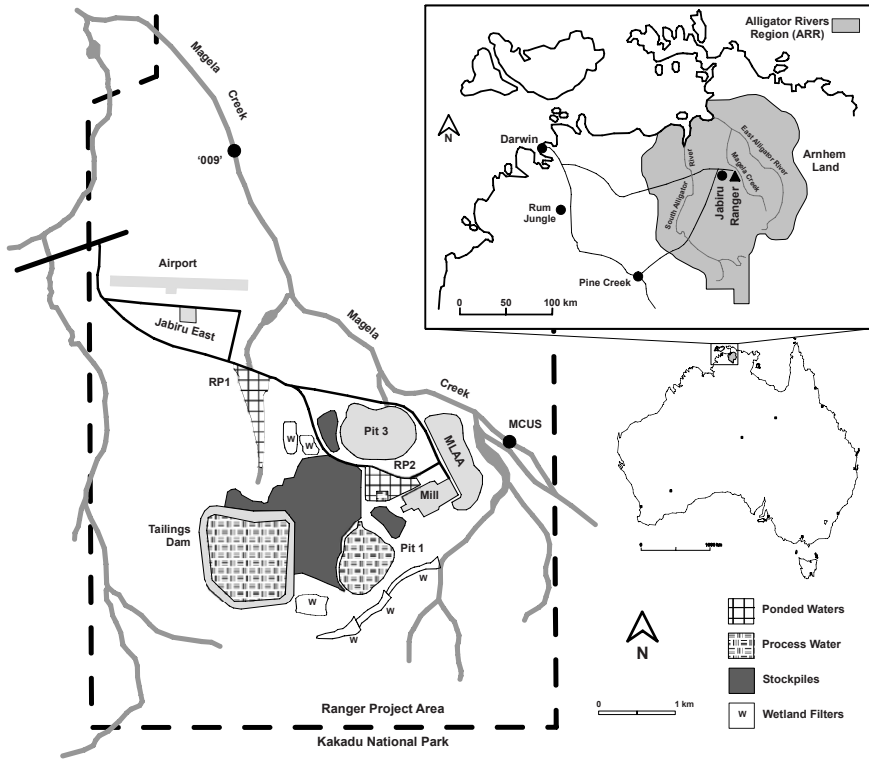 Magela
Creek
'009'
Airport
Jabiru East
RP1
Magela
Creek
MCUS
Pit 3
MLAA
RP2
Mill
W
W
Tailings
Dam
Pit 1
W
W
W
W
Ranger Project Area
Kakadu National Park
Alligator Rivers
Region (ARR)
N
Darwin
Rum
Jungle
Pine Creek
South Alligator
River
East Alligator River
Magela Creek
Jabiru
Ranger
Arnhem
Land
0 50 100 km
1000 km
N
0 1 km
Ponded Waters
Process Water
Stockpiles
W
Wetland Filters